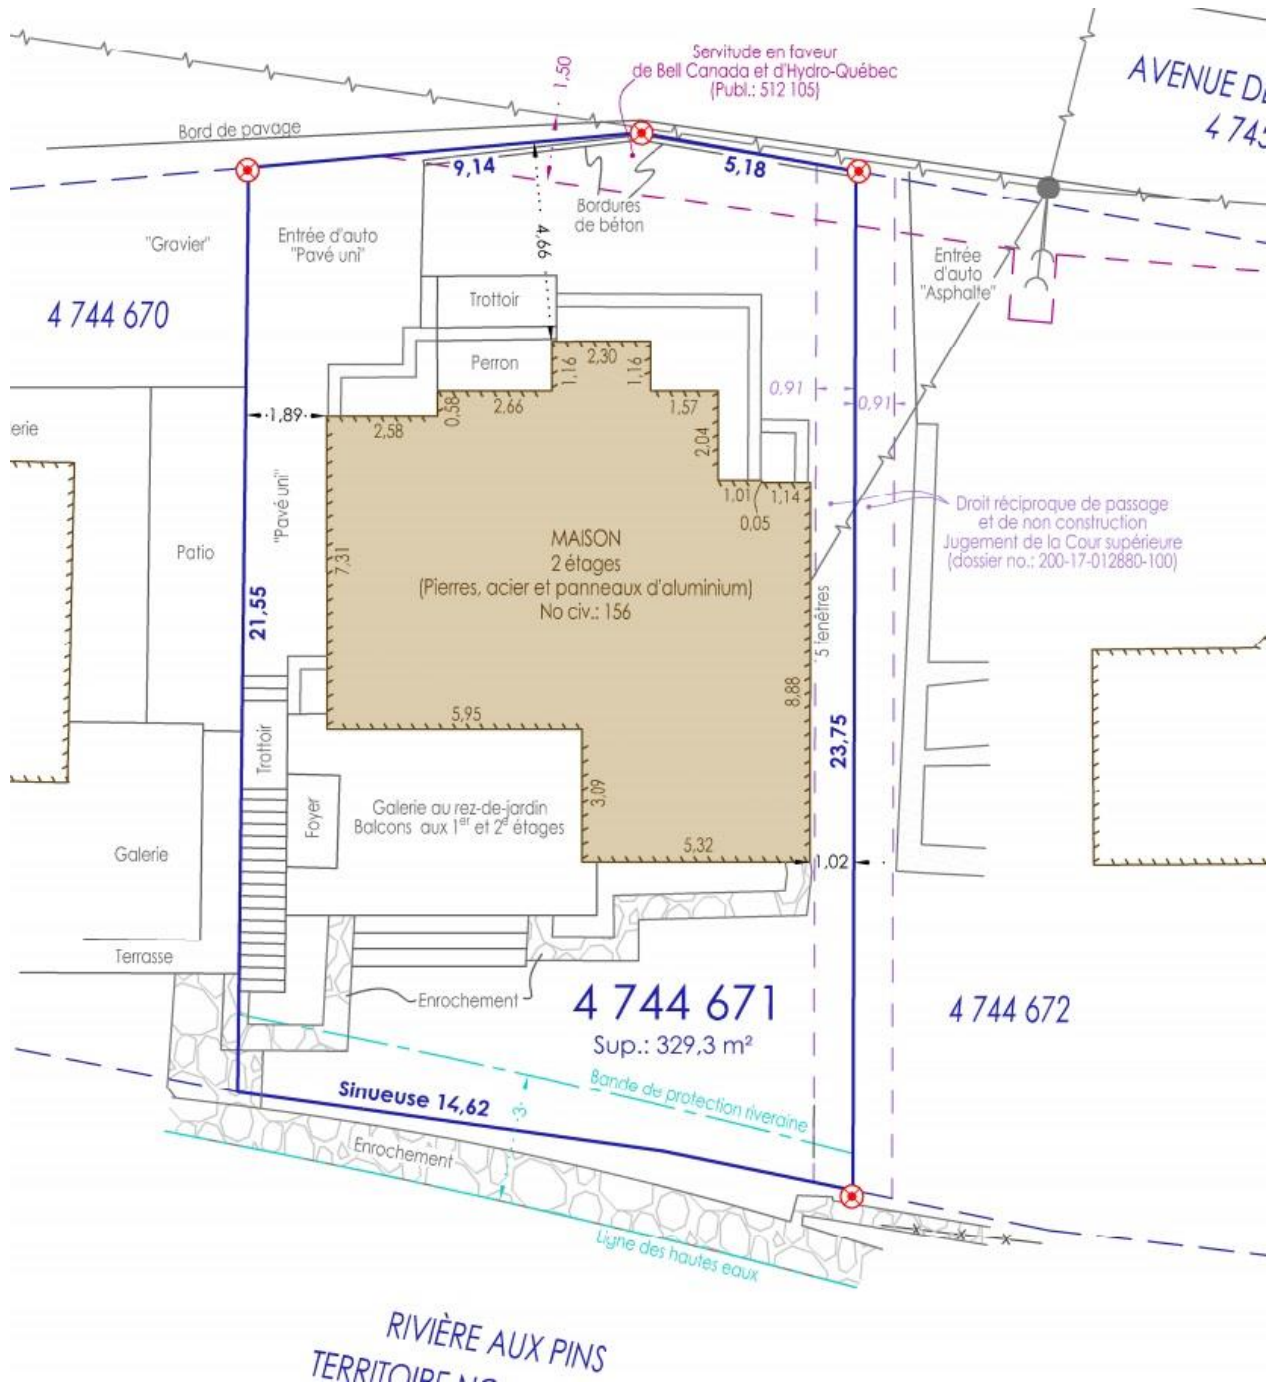 Servitude en faveur
de Bell Canada et d'Hydro-Québec
(Publ.: 512 105)
1,50
AVENUE DE
4 745
Bord de pavage
9,14
5,18
Bordures
de béton
"Gravier"
Entrée d'auto
"Pavé uni"
4,66
Entrée
d'auto
"Asphalte"
4 744 670
Trottoir
Perron
1,16
2,30
1,16
0,58
2,66
1,57
0,91
0,91
1,89
2,58
2,04
erie
1,01
1,14
0,05
"Pavé uni"
Droit réciproque de passage
et de non construction
Jugement de la Cour supérieure
(dossier no.: 200-17-012880-100)
Patio
7,31
MAISON
2 étages
(Pierres, acier et panneaux d'aluminium)
No civ.: 156
21,55
5 fenêtres
8,88
23,75
5,95
Trottoir
3,09
Foyer
Galerie au rez-de-jardin
Balcons aux 1er et 2e étages
Galerie
5,32
1,02
Terrasse
Enrochement
4 744 671
Sup.: 329,3 m²
4 744 672
Sinueuse 14,62
3
Bande de protection riveraine
Enrochement
Ligne des hautes eaux
RIVIÈRE AUX PINS
TERRITOIRE